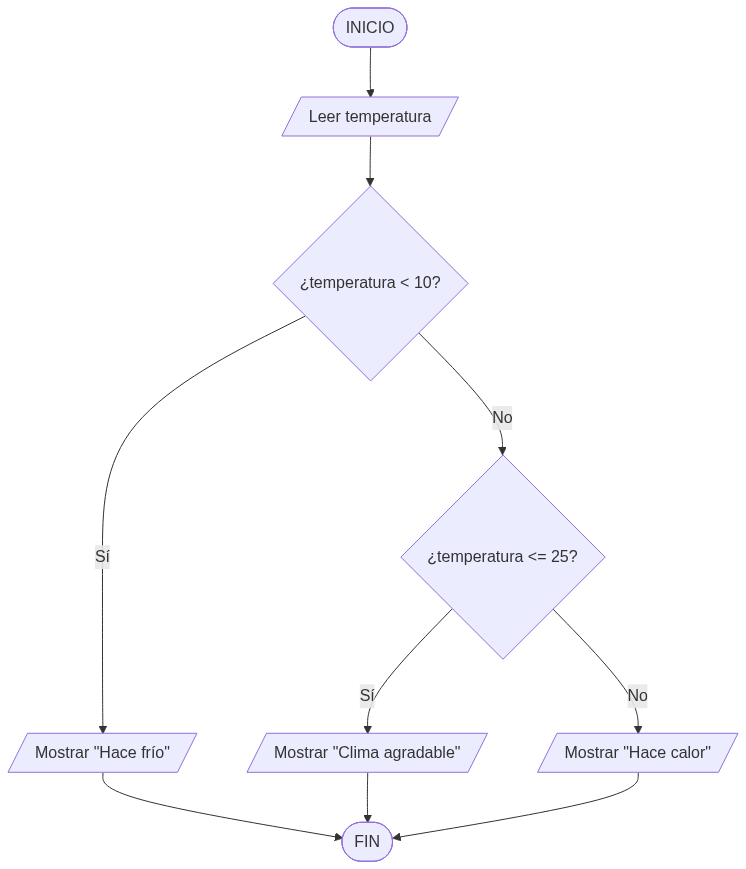 INICIO
Leer temperatura
¿temperatura < 10?
No
Sí
¿temperatura <= 25?
Sí
No
Mostrar "Hace frío"
Mostrar "Clima agradable"
Mostrar "Hace calor"
FIN